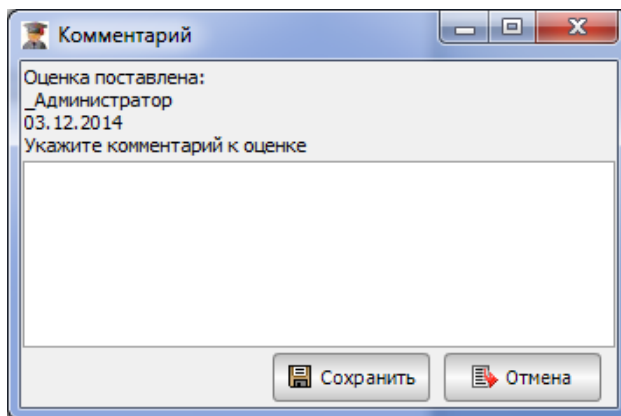 Комментарий
Оценка поставлена:
_Администратор
03.12.2014
Укажите комментарий к оценке
Сохранить
Отмена